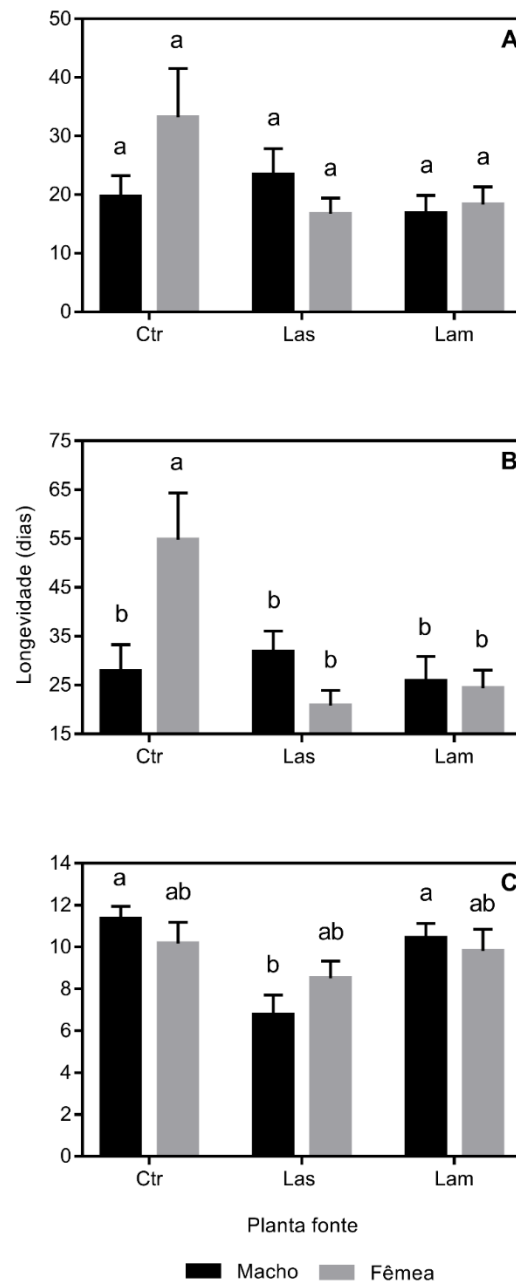 A
50
40
30
20
10
0
a
a
a
a
a
a
Ctr
Las
Lam
B
Longevidade (dias)
75
65
55
45
35
25
15
b
a
b
b
b
b
Ctr
Las
Lam
C
14
12
10
8
6
4
2
0
a
ab
b
ab
a
ab
Ctr
Las
Lam
Planta fonte
Macho Fêmea